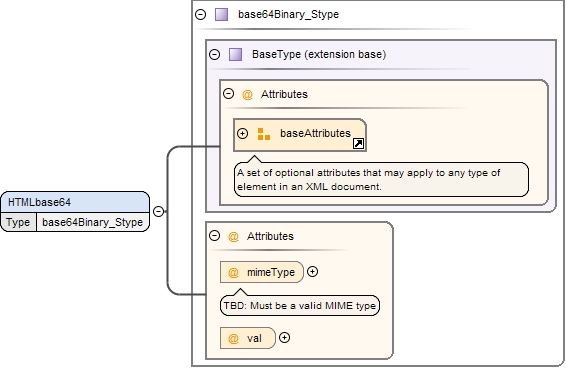 base64Binary_Stype
BaseType (extension base)
@ Attributes
baseAttributes
A set of optional attributes that may apply to any type of
element in an XML document.
HTMLbase64
Type base64Binary_Stype
@ Attributes
@ mimeType
TBD: Must be a valid MIME type
@ val